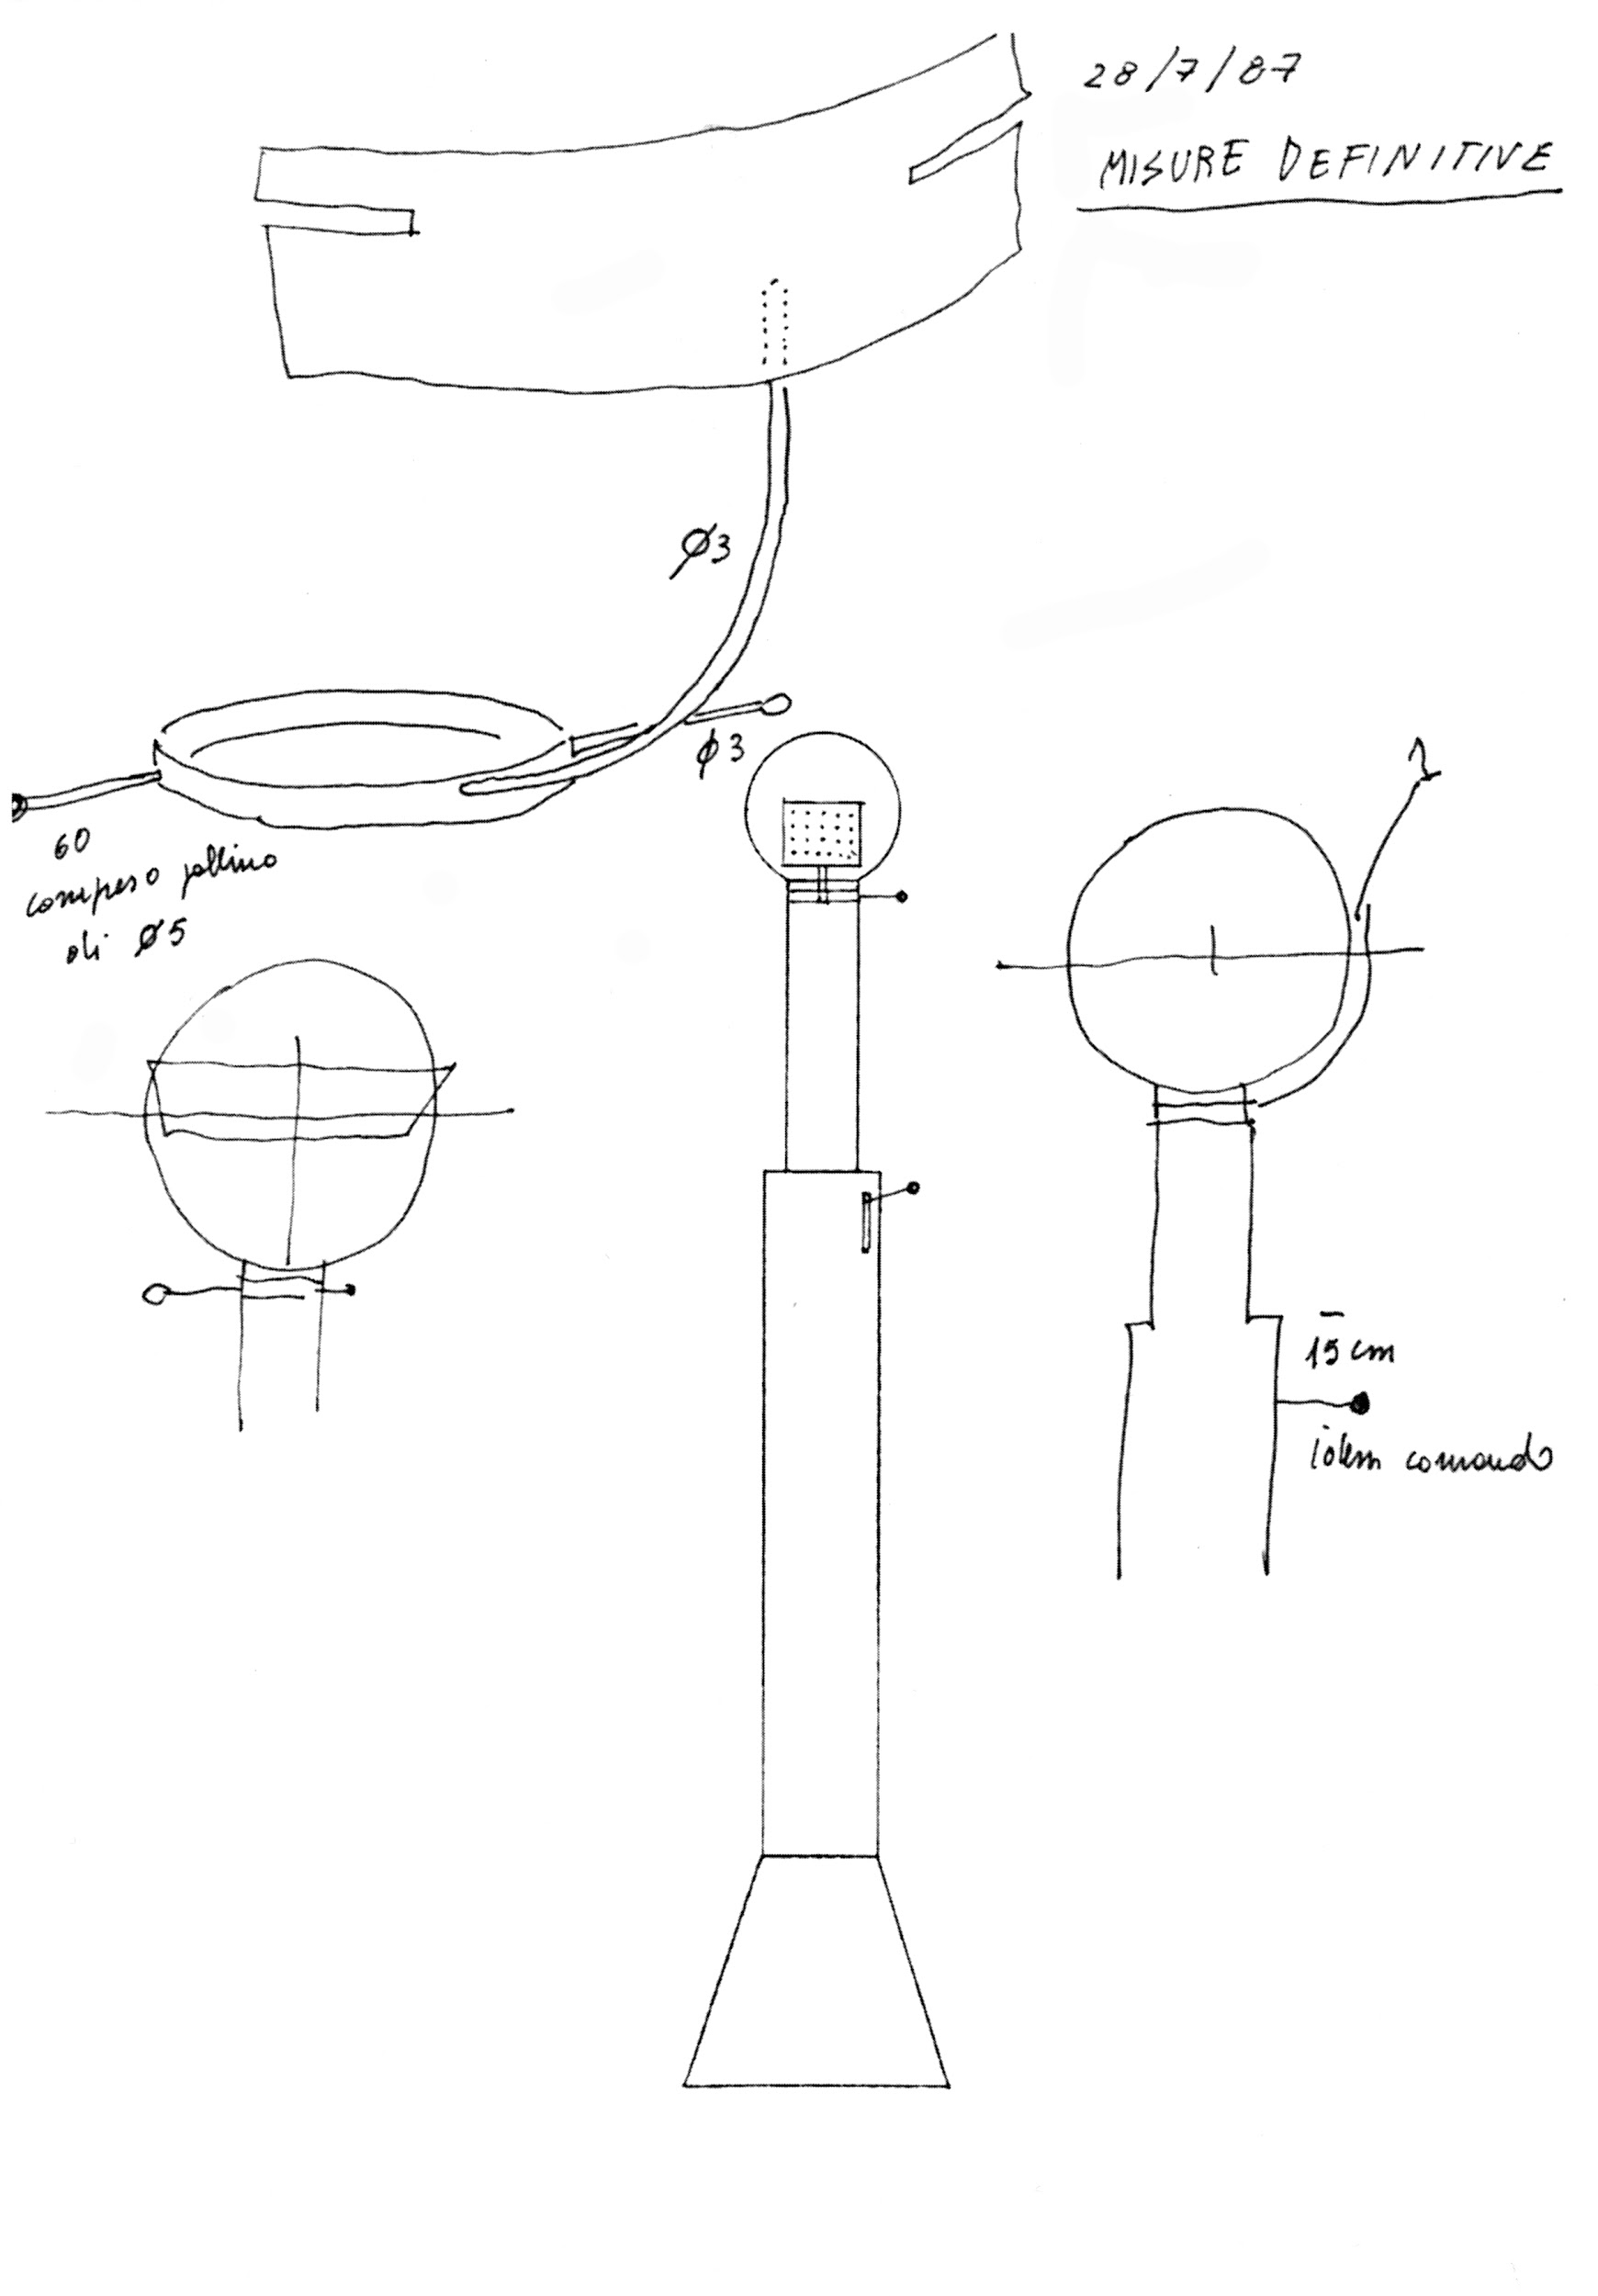 28/7/87
MISURE DEFINITIVE
Ø3
Ø3
60
compreso pallino
di Ø5
15 cm
idem comando